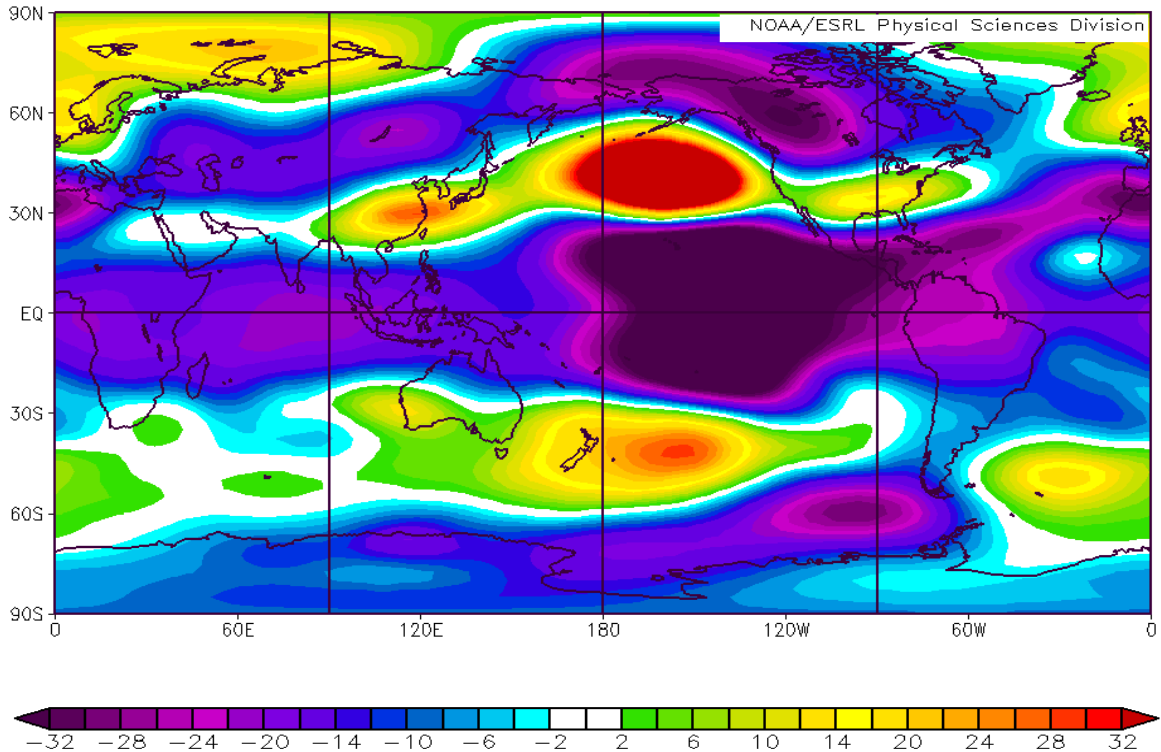 NOAA/ESRL Physical Sciences Division
90N
60N
30N
EQ
30S
60S
90S
0 60E 120E 180 120W 60W 0
−32 −28 −24 −20 −14 −10 −6 −2 2 6 10 14 20 24 28 32